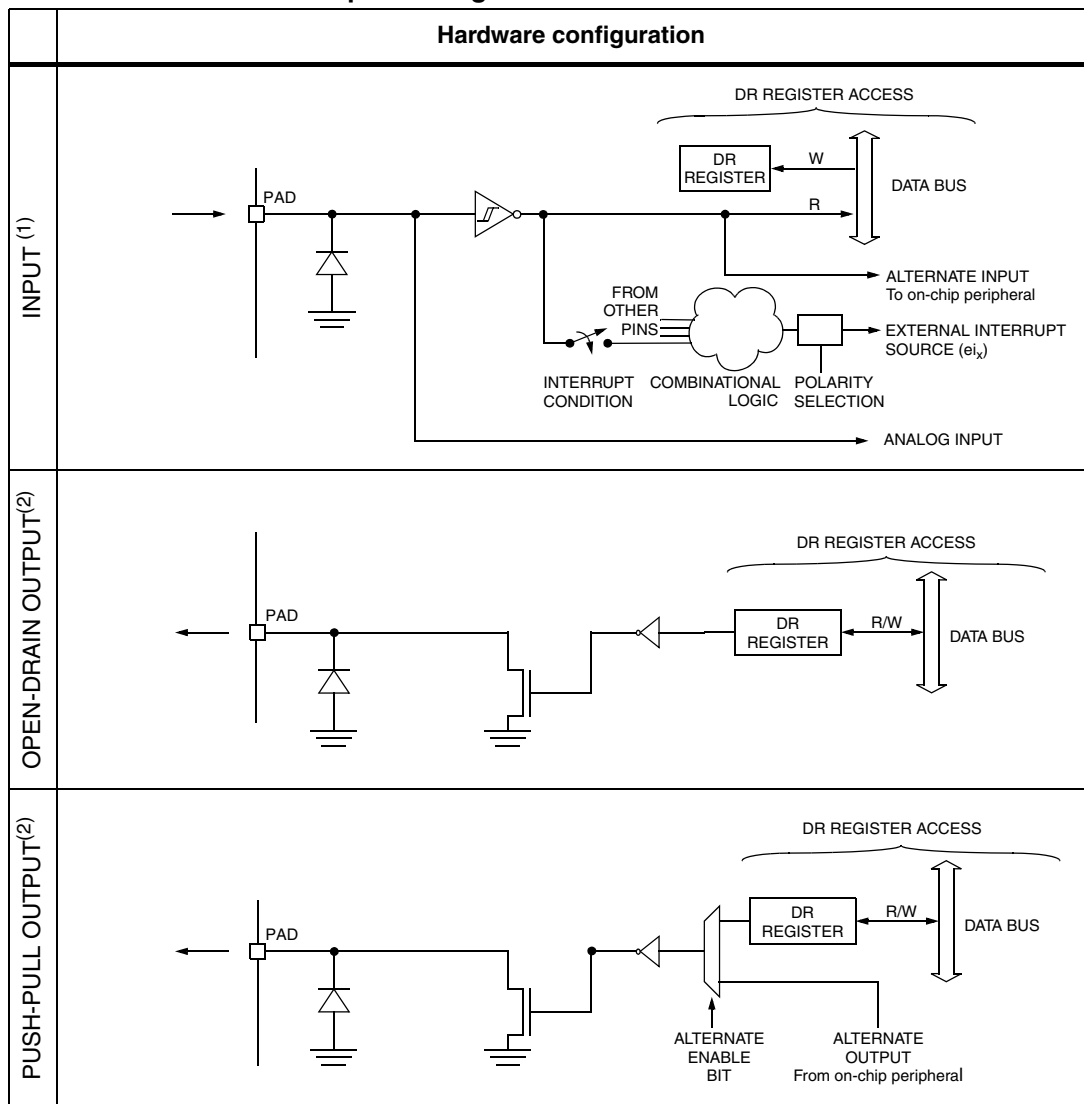 Hardware configuration
INPUT (1)
DR REGISTER ACCESS
DR
REGISTER
W
DATA BUS
PAD
R
ALTERNATE INPUT
To on-chip peripheral
FROM
OTHER
PINS
EXTERNAL INTERRUPT
SOURCE (eix)
INTERRUPT
CONDITION
COMBINATIONAL
LOGIC
POLARITY
SELECTION
ANALOG INPUT
OPEN-DRAIN OUTPUT(2)
DR REGISTER ACCESS
PAD
DR
REGISTER
R/W
DATA BUS
PUSH-PULL OUTPUT(2)
DR REGISTER ACCESS
PAD
DR
REGISTER
R/W
DATA BUS
ALTERNATE
ENABLE
BIT
ALTERNATE
OUTPUT
From on-chip peripheral